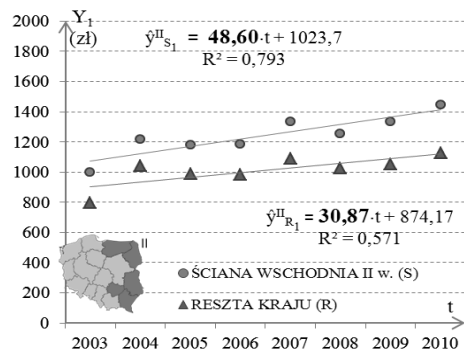 Y₁
(zł)
2000
1800
1600
1400
1200
1000
800
600
400
200
0
ŷᴵᴵS₁ = 48,60·t + 1023,7
R² = 0,793
ŷᴵᴵR₁ = 30,87·t + 874,17
R² = 0,571
II
ŚCIANA WSCHODNIA II w. (S)
RESZTA KRAJU (R)
t
2003 2004 2005 2006 2007 2008 2009 2010